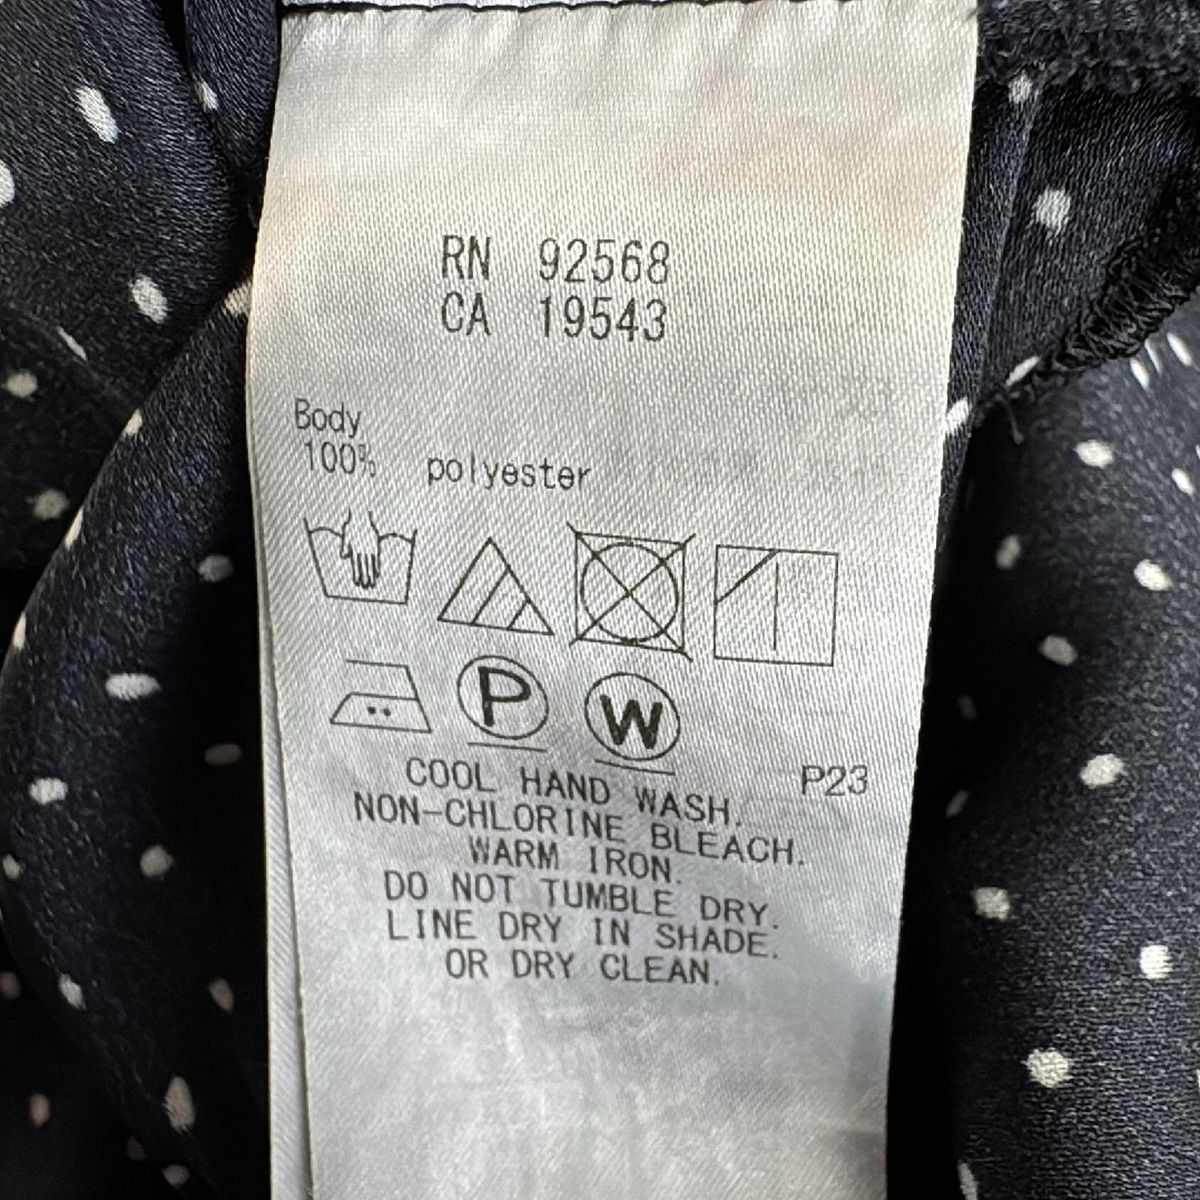 RN 92568
CA 19543
Body
100% polyester
P
W
P23
COOL HAND WASH.
NON-CHLORINE BLEACH.
WARM IRON.
DO NOT TUMBLE DRY.
LINE DRY IN SHADE.
OR DRY CLEAN.